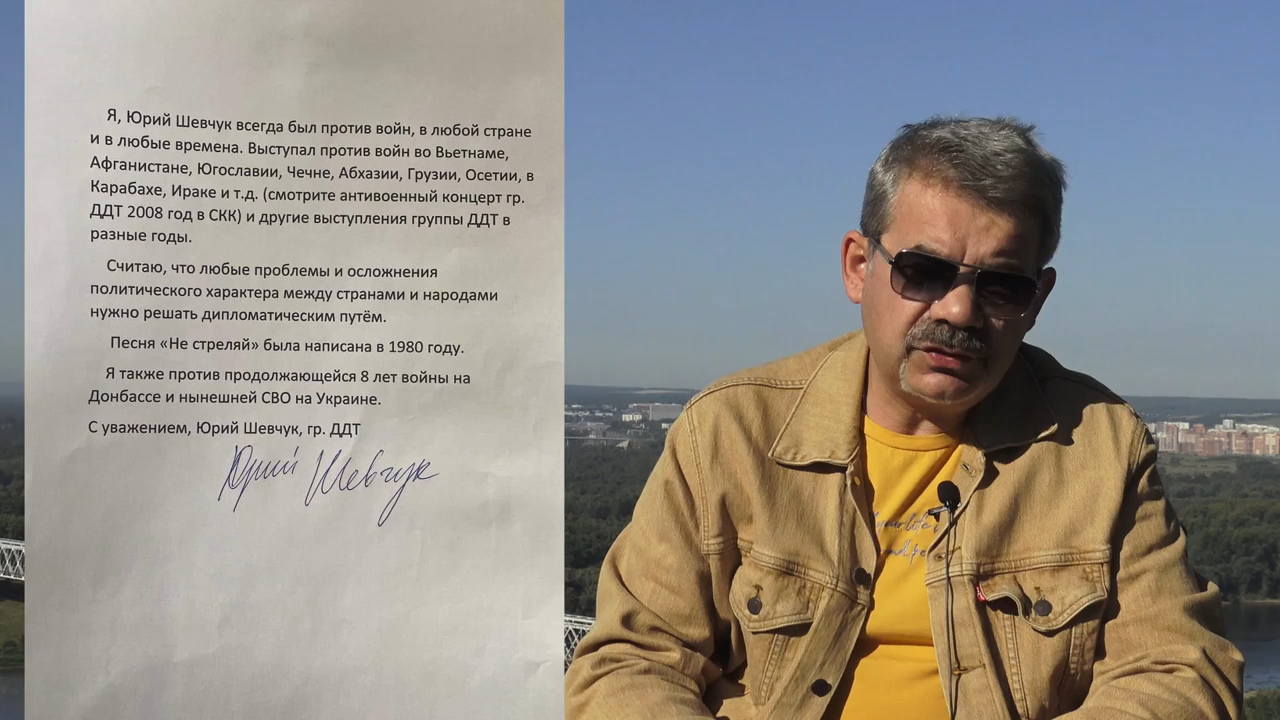 Я, Юрий Шевчук всегда был против войн, в любой стране
и в любые времена. Выступал против войн во Вьетнаме,
Афганистане, Югославии, Чечне, Абхазии, Грузии, Осетии, в
Карабахе, Ираке и т.д. (смотрите антивоенный концерт гр.
ДДТ 2008 год в СКК) и другие выступления группы ДДТ в
разные годы.
Считаю, что любые проблемы и осложнения
политического характера между странами и народами
нужно решать дипломатическим путём.
Песня «Не стреляй» была написана в 1980 году.
Я также против продолжающейся 8 лет войны на
Донбассе и нынешней СВО на Украине.
С уважением, Юрий Шевчук, гр. ДДТ
Юрий Шевчук